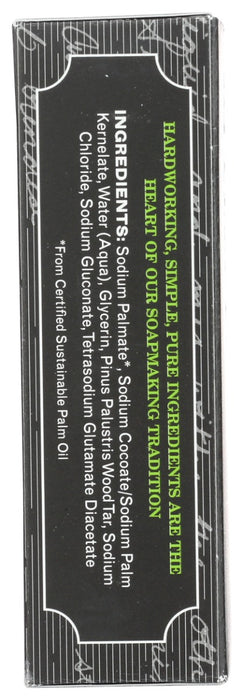 HARDWORKING, SIMPLE, PURE INGREDIENTS ARE THE
HEART OF OUR SOAPMAKING TRADITION
INGREDIENTS: Sodium Palmate*, Sodium Cocoate/Sodium Palm
Kernelate, Water (Aqua), Glycerin, Pinus Palustris Wood Tar, Sodium
Chloride, Sodium Gluconate, Tetrasodium Glutamate Diacetate
*From Certified Sustainable Palm Oil